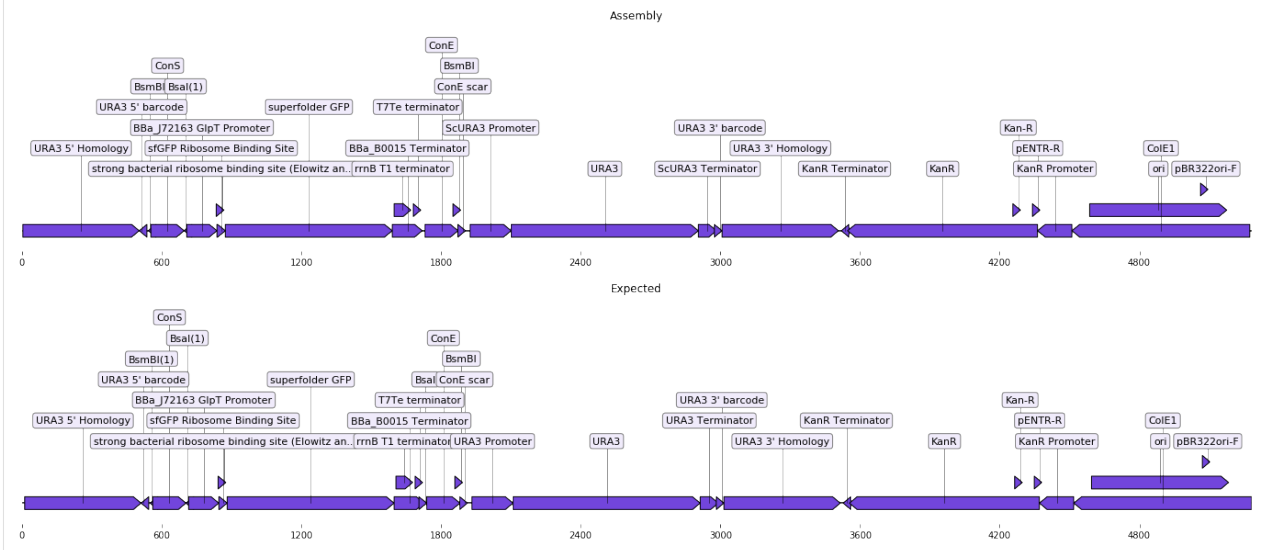 Assembly
ConE
ConS BsmBI
BsmBI BsaI(1) ConE scar
URA3 5' barcode superfolder GFP T7Te terminator
BBa_J72163 GlpT Promoter ScURA3 Promoter URA3 3' barcode Kan-R
URA3 5' Homology sfGFP Ribosome Binding Site BBa_B0015 Terminator URA3 3' Homology pENTR-R ColE1
strong bacterial ribosome binding site (Elowitz an... rrnB T1 terminator URA3 ScURA3 Terminator KanR Terminator KanR KanR Promoter ori pBR322ori-F
0 600 1200 1800 2400 3000 3600 4200 4800
Expected
ConS
BsaI(1) ConE
BsmBI(1) BsmBI
URA3 5' barcode superfolder GFP BsaI ConE scar
BBa_J72163 GlpT Promoter T7Te terminator URA3 3' barcode Kan-R
URA3 5' Homology sfGFP Ribosome Binding Site BBa_B0015 Terminator URA3 Terminator KanR Terminator pENTR-R ColE1
strong bacterial ribosome binding site (Elowitz an... rrnB T1 terminator URA3 Promoter URA3 URA3 3' Homology KanR KanR Promoter ori pBR322ori-F
0 600 1200 1800 2400 3000 3600 4200 4800